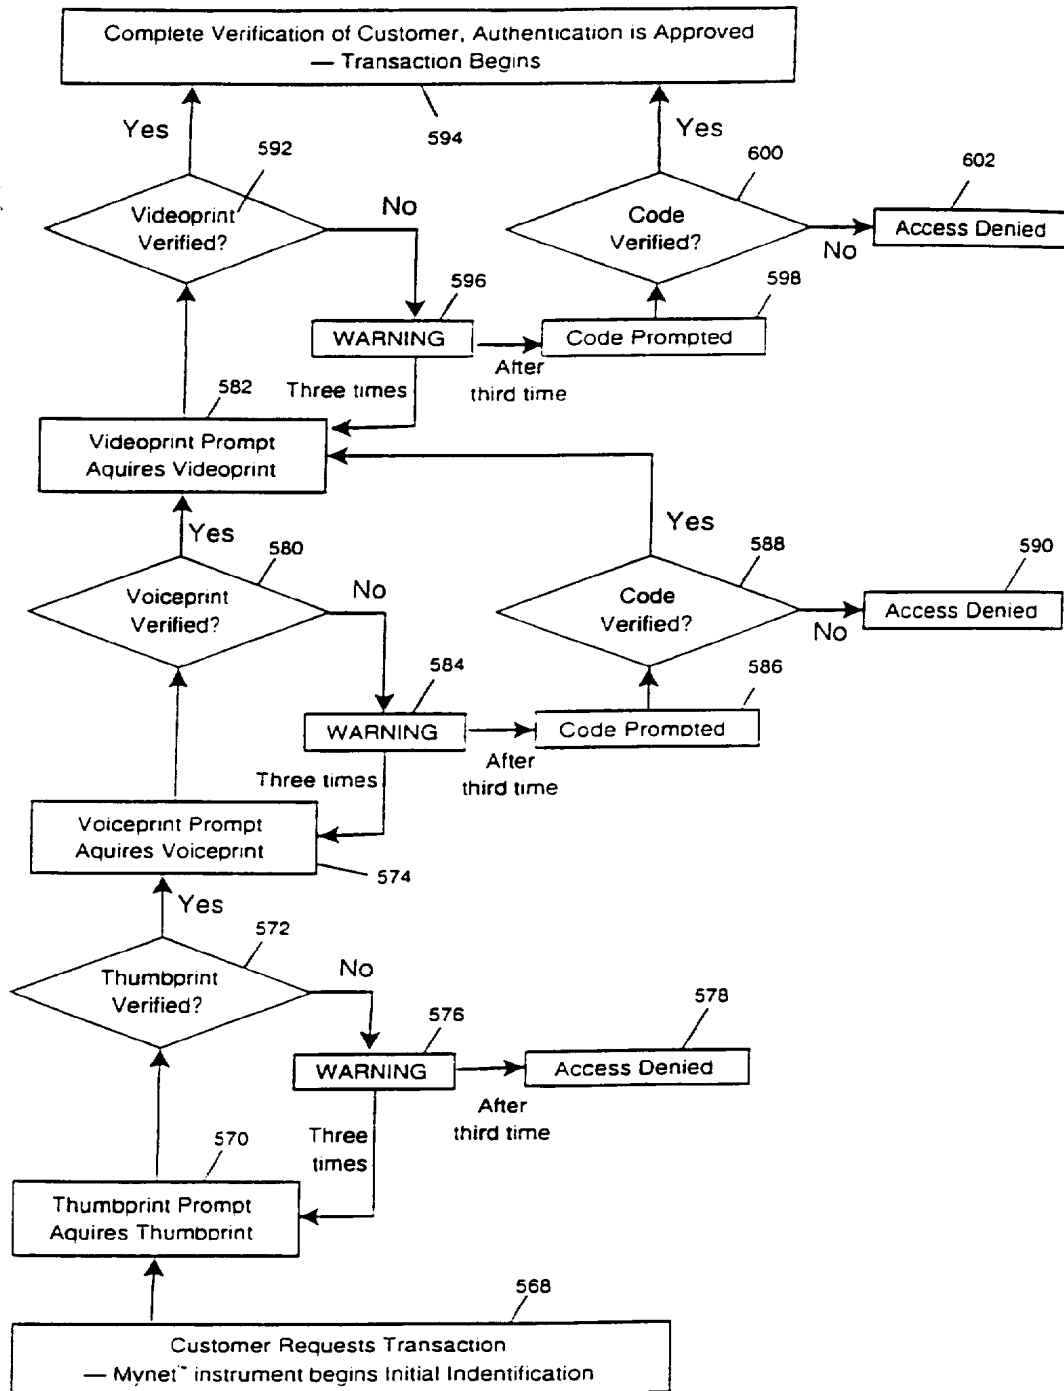 Complete Verification of Customer, Authentication is Approved
— Transaction Begins
594
Yes
Yes
592
600
602
Videoprint
Verified?
No
Code
Verified?
No
Access Denied
596
598
WARNING
Code Prompted
After
third time
Three times
582
Videoprint Prompt
Aquires Videoprint
Yes
Yes
580
588
590
Voiceprint
Verified?
No
Code
Verified?
No
Access Denied
584
586
WARNING
Code Prompted
After
third time
Three times
Voiceprint Prompt
Aquires Voiceprint
574
Yes
572
Thumbprint
Verified?
No
576
578
WARNING
Access Denied
After
third time
Three
times
570
Thumbprint Prompt
Aquires Thumbprint
568
Customer Requests Transaction
— Mynet™ instrument begins Initial Indentification